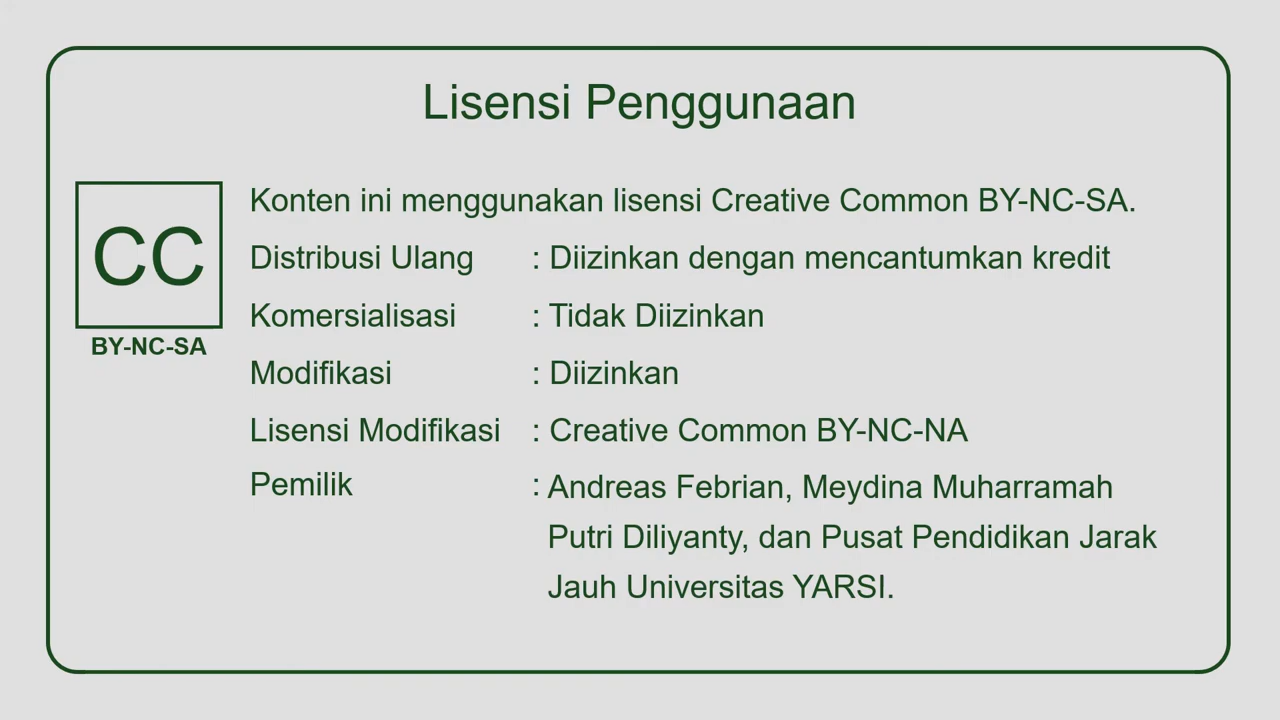 Lisensi Penggunaan
CC
BY-NC-SA
Konten ini menggunakan lisensi Creative Common BY-NC-SA.
Distribusi Ulang : Diizinkan dengan mencantumkan kredit
Komersialisasi : Tidak Diizinkan
Modifikasi : Diizinkan
Lisensi Modifikasi : Creative Common BY-NC-NA
Pemilik : Andreas Febrian, Meydina Muharramah
Putri Diliyanty, dan Pusat Pendidikan Jarak
Jauh Universitas YARSI.